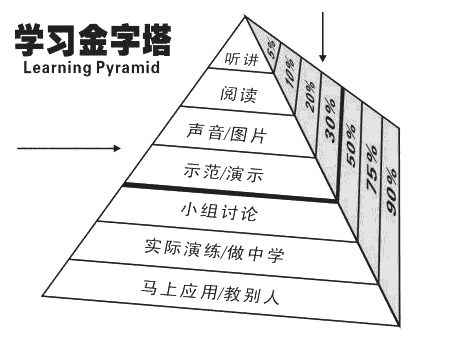 学习金字塔
Learning Pyramid
听讲
5%
阅读
10%
声音/图片
20%
示范/演示
30%
小组讨论
50%
实际演练/做中学
75%
马上应用/教别人
90%